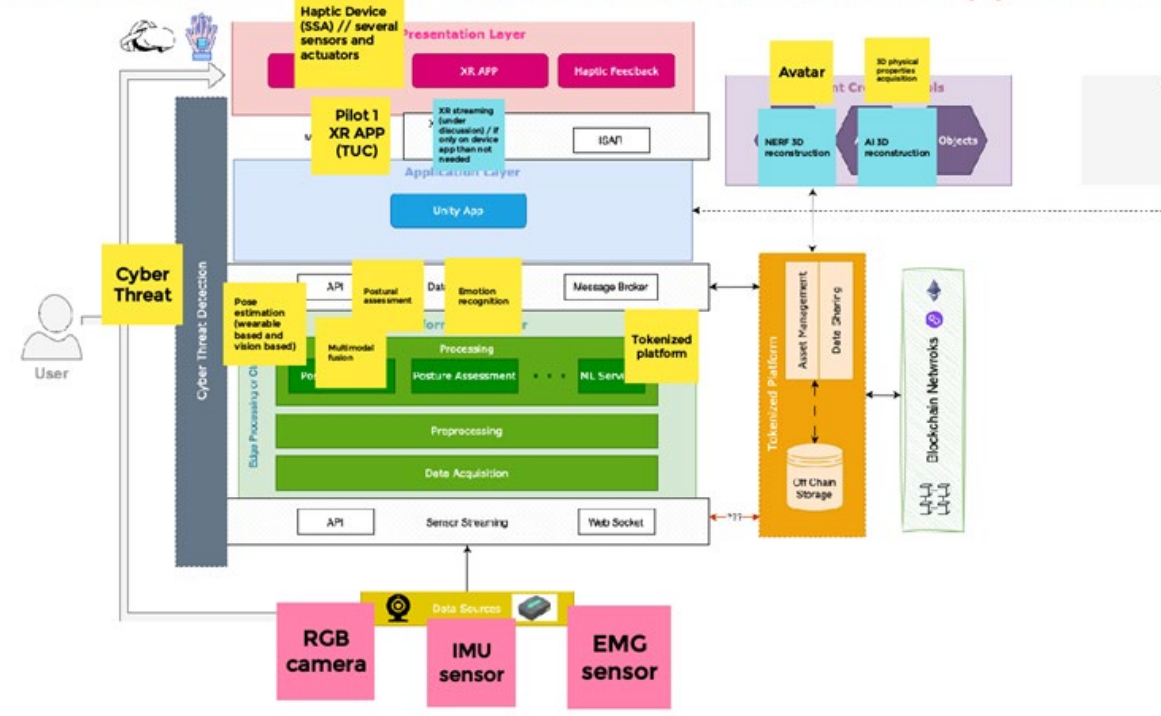 Haptic Device
(SSA) // several
sensors and
actuators
Presentation Layer
XR APP
Haptic Feedback
Pilot 1
XR APP
(TUC)
XR streaming
(under
discussion) / if
only on device
app than not
needed
ISAR
Application Layer
Unity App
Avatar
3D physical
properties
acquisition
NERF 3D
reconstruction
AI 3D
reconstruction
Objects
User
Cyber
Threat
Cyber Threat Detection
API
Message Broker
Postural
assessment
Emotion
recognition
Pose
estimation
(wearable
based and
vision based)
Multimodal
fusion
Tokenized
platform
Processing
Posture Assessment
• • •
Preprocessing
Data Acquisition
API
Sensor Streaming
Web Socket
???
Data Sources
RGB
camera
IMU
sensor
EMG
sensor
Tokenized Platform
Asset Management
Data Sharing
Off Chain
Storage
Blockchain Netwroks